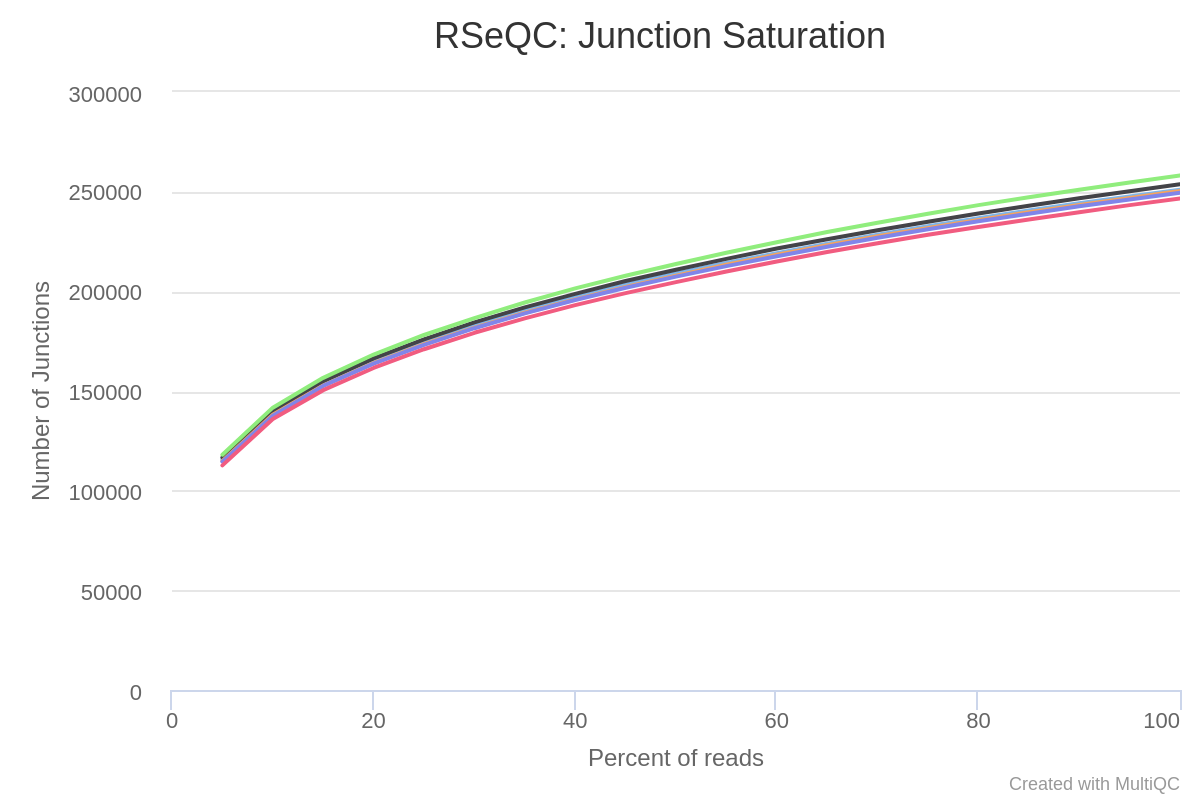 RSeQC: Junction Saturation
300000
250000
200000
150000
100000
50000
0
Number of Junctions
0 20 40 60 80 100
Percent of reads
Created with MultiQC